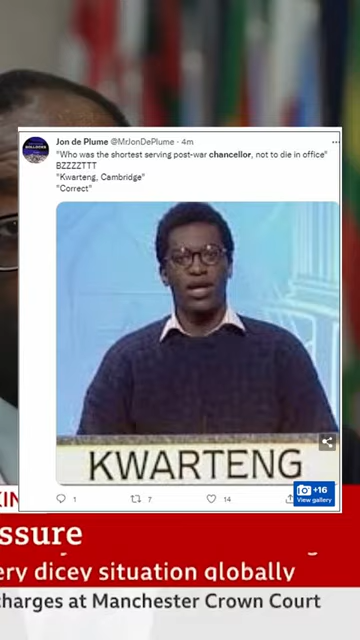 Jon de Plume @MrJonDePlume · 4m
"Who was the shortest serving post-war chancellor, not to die in office"
BZZZZTTT
"Kwarteng, Cambridge"
"Correct"
KWARTENG
1 7 14
+16
View gallery
ssure
ery dicey situation globally
charges at Manchester Crown Court